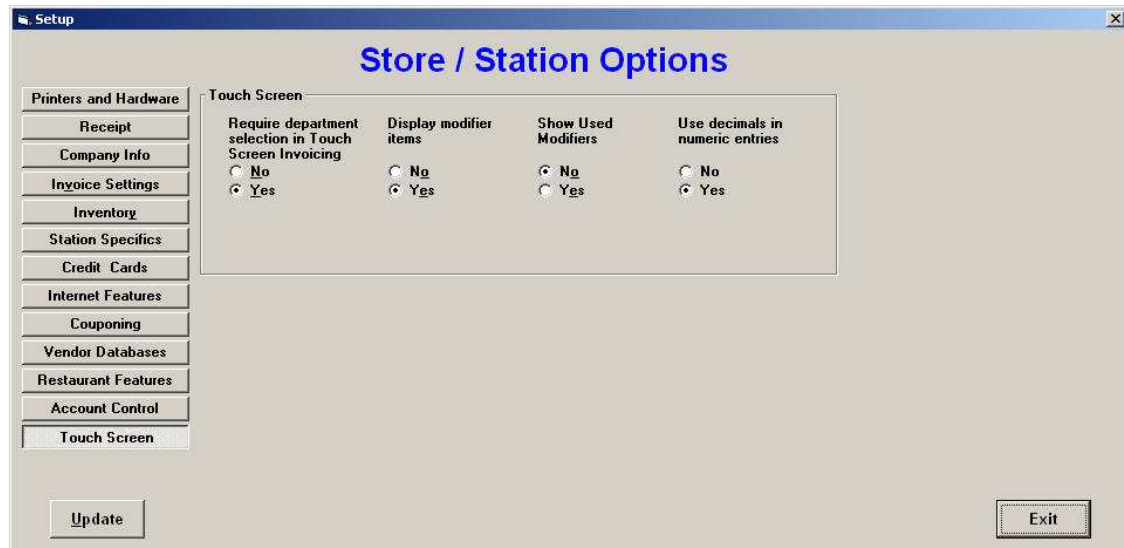 Setup
Store / Station Options
Printers and Hardware
Receipt
Company Info
Invoice Settings
Inventory
Station Specifics
Credit Cards
Internet Features
Couponing
Vendor Databases
Restaurant Features
Account Control
Touch Screen
Touch Screen
Require department
selection in Touch
Screen Invoicing
No
Yes
Display modifier
items
No
Yes
Show Used
Modifiers
No
Yes
Use decimals in
numeric entries
No
Yes
Update
Exit